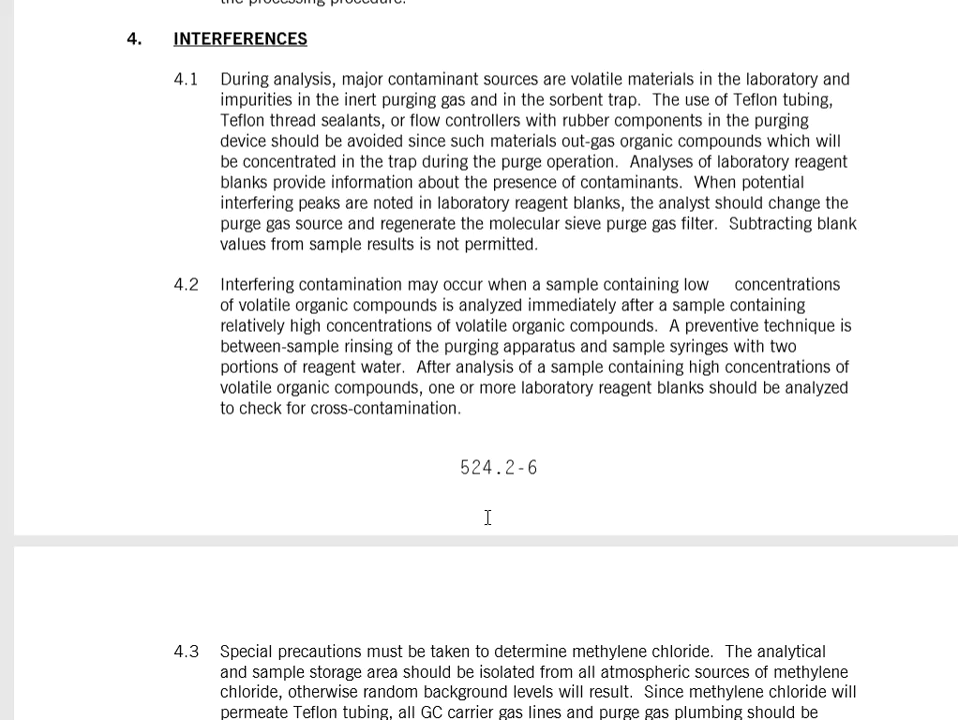 the processing procedure.
4. INTERFERENCES
4.1 During analysis, major contaminant sources are volatile materials in the laboratory and
impurities in the inert purging gas and in the sorbent trap. The use of Teflon tubing,
Teflon thread sealants, or flow controllers with rubber components in the purging
device should be avoided since such materials out-gas organic compounds which will
be concentrated in the trap during the purge operation. Analyses of laboratory reagent
blanks provide information about the presence of contaminants. When potential
interfering peaks are noted in laboratory reagent blanks, the analyst should change the
purge gas source and regenerate the molecular sieve purge gas filter. Subtracting blank
values from sample results is not permitted.
4.2 Interfering contamination may occur when a sample containing low concentrations
of volatile organic compounds is analyzed immediately after a sample containing
relatively high concentrations of volatile organic compounds. A preventive technique is
between-sample rinsing of the purging apparatus and sample syringes with two
portions of reagent water. After analysis of a sample containing high concentrations of
volatile organic compounds, one or more laboratory reagent blanks should be analyzed
to check for cross-contamination.
524.2-6
4.3 Special precautions must be taken to determine methylene chloride. The analytical
and sample storage area should be isolated from all atmospheric sources of methylene
chloride, otherwise random background levels will result. Since methylene chloride will
permeate Teflon tubing, all GC carrier gas lines and purge gas plumbing should be